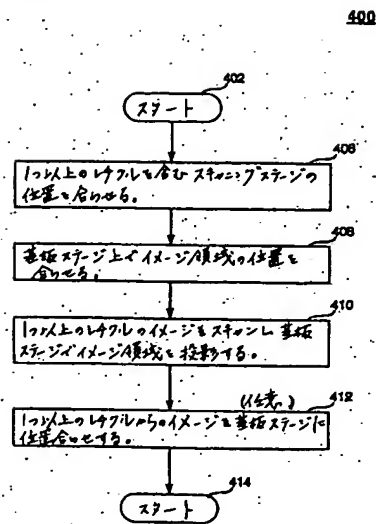 400
402
スタート
406
1つ以上のレチクルを含むスキャニングステージの
位置を合わせる。
408
基板ステージ上でイメージ領域の位置を
合わせる。
410
1つ以上のレチクルのイメージをスキャンし基板
ステージでイメージ領域を投影する。
412
(任意)
1つ以上のレチクルからのイメージを基板ステージに
位置合わせする。
414
スタート